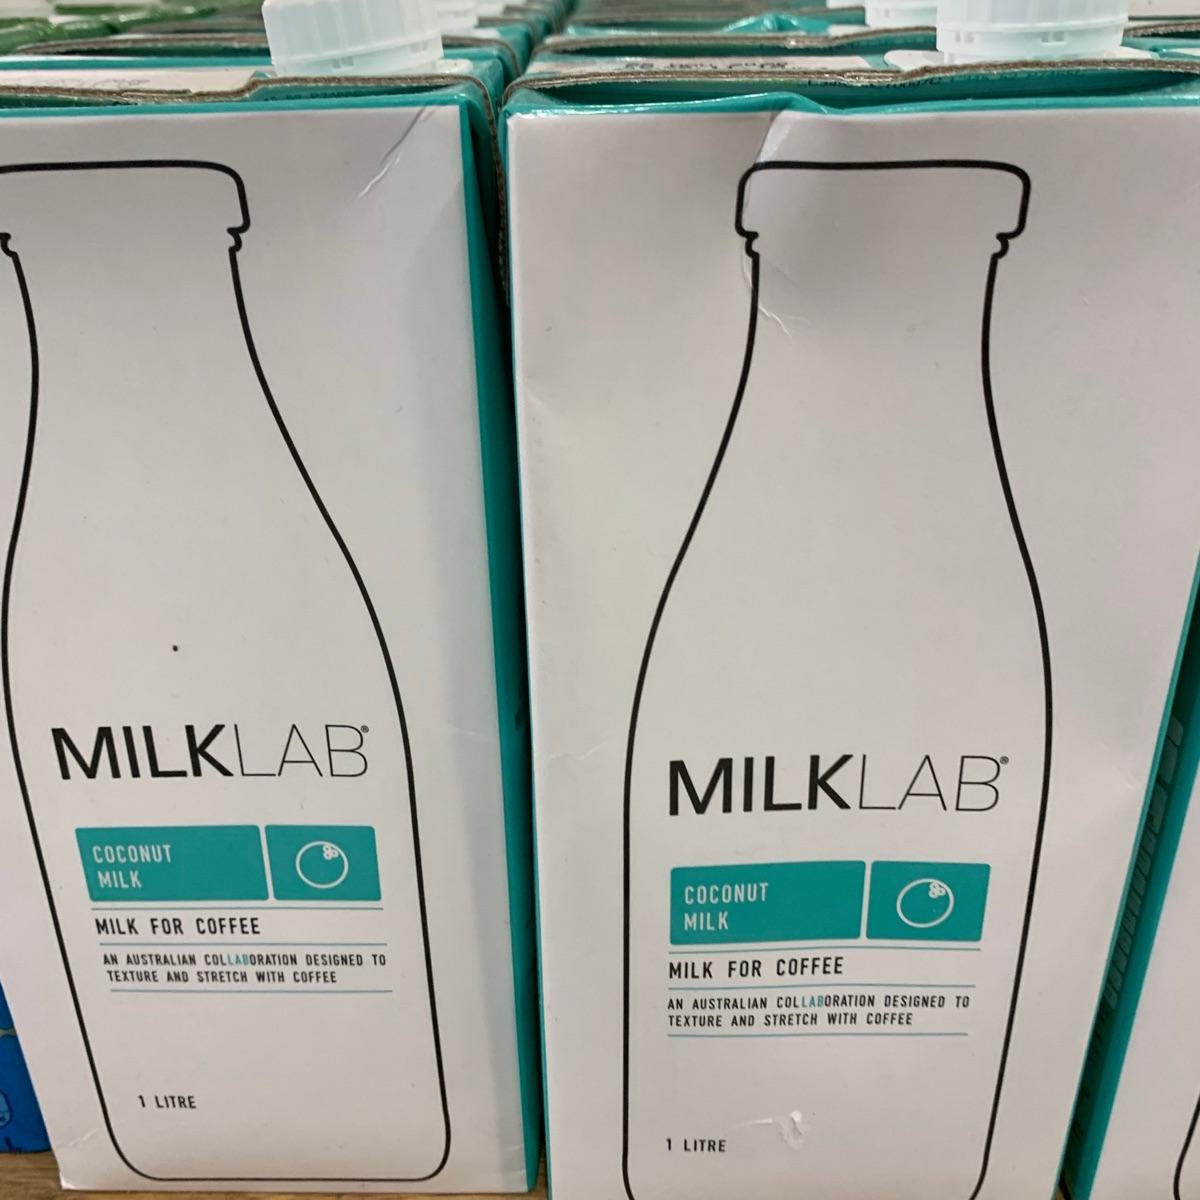 MILKLAB®
COCONUT
MILK
MILK FOR COFFEE
AN AUSTRALIAN COLLABORATION DESIGNED TO
TEXTURE AND STRETCH WITH COFFEE
1 LITRE
MILKLAB®
COCONUT
MILK
MILK FOR COFFEE
AN AUSTRALIAN COLLABORATION DESIGNED TO
TEXTURE AND STRETCH WITH COFFEE
1 LITRE